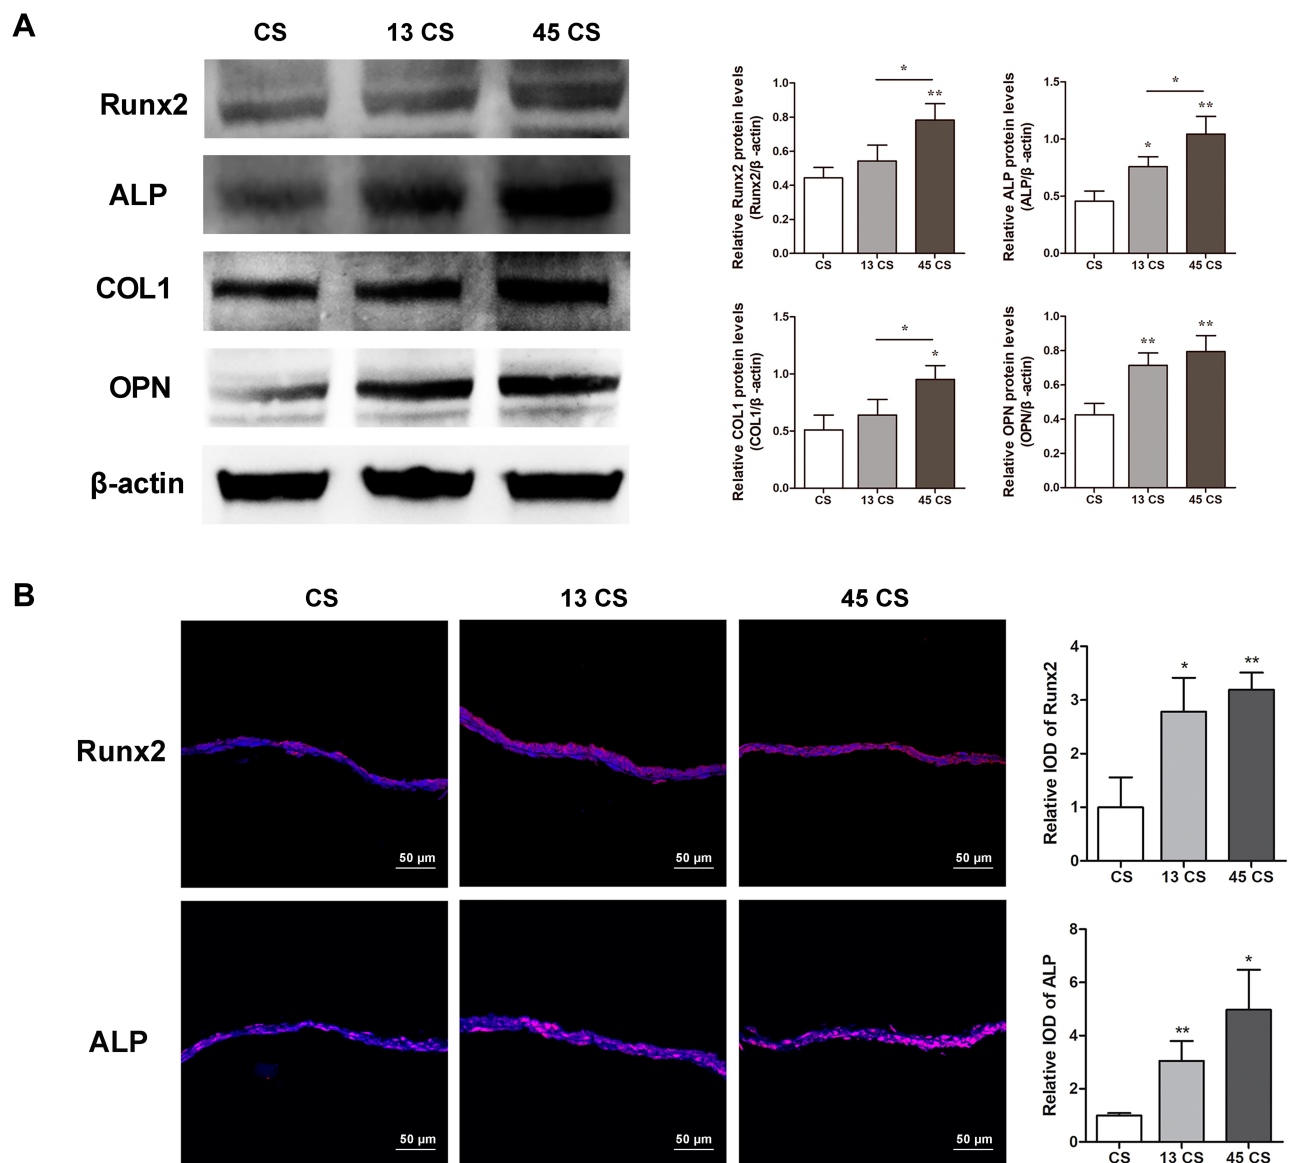 A
CS 13 CS 45 CS
Runx2
ALP
COL1
OPN
β-actin
Relative Runx2 protein levels
(Runx2/β -actin)
1.0
0.8
0.6
0.4
0.2
0.0
*
**
CS 13 CS 45 CS
Relative ALP protein levels
(ALP/β -actin)
1.5
1.0
0.5
0.0
*
*
**
CS 13 CS 45 CS
Relative COL1 protein levels
(COL1/β -actin)
1.5
1.0
0.5
0.0
*
*
CS 13 CS 45 CS
Relative OPN protein levels
(OPN/β -actin)
1.0
0.8
0.6
0.4
0.2
0.0
**
**
CS 13 CS 45 CS
B
CS 13 CS 45 CS
Runx2
50 μm
50 μm
50 μm
Relative IOD of Runx2
4
3
2
1
0
*
**
CS 13 CS 45 CS
ALP
50 μm
50 μm
50 μm
Relative IOD of ALP
8
6
4
2
0
**
*
CS 13 CS 45 CS